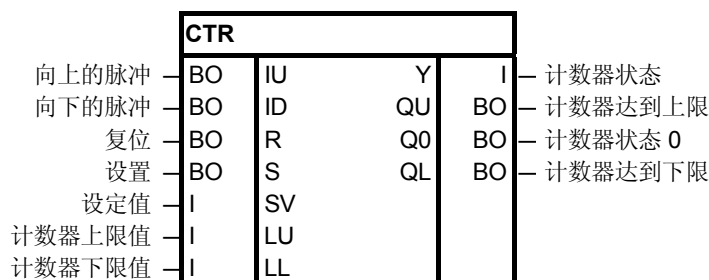 CTR
向上的脉冲 BO IU Y I 计数器状态
向下的脉冲 BO ID QU BO 计数器达到上限
复位 BO R Q0 BO 计数器状态 0
设置 BO S QL BO 计数器达到下限
设定值 I SV
计数器上限值 I LU
计数器下限值 I LL